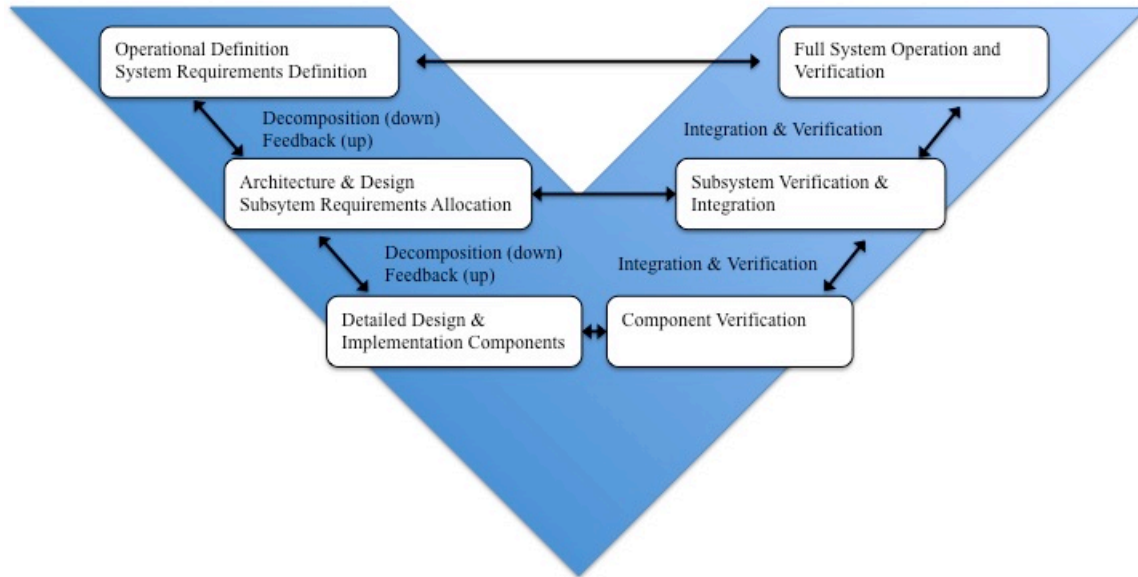 Operational Definition
System Requirements Definition
Full System Operation and
Verification
Decomposition (down)
Feedback (up)
Integration & Verification
Architecture & Design
Subsytem Requirements Allocation
Subsystem Verification &
Integration
Decomposition (down)
Feedback (up)
Integration & Verification
Detailed Design &
Implementation Components
Component Verification